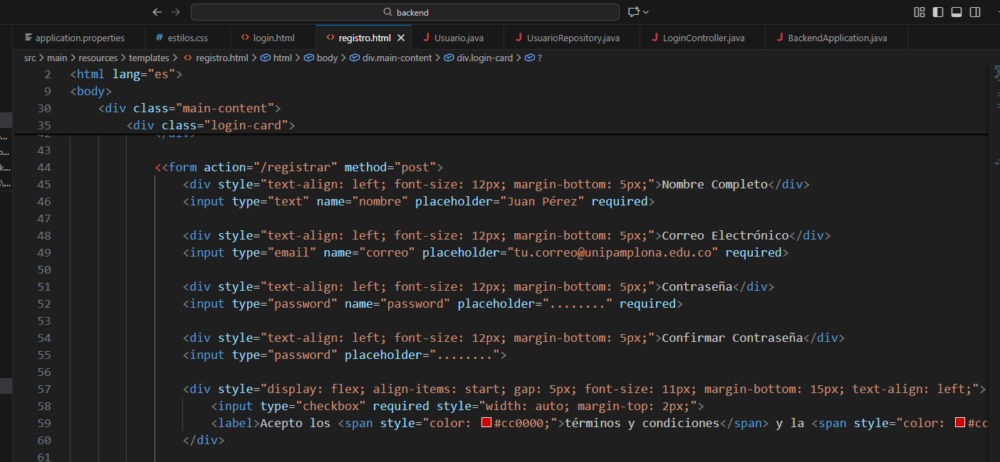 backend
application.properties # estilos.css <> login.html <> registro.html × J Usuario.java J UsuarioRepository.java J LoginController.java J BackendApplication.java
src > main > resources > templates > <> registro.html > html > body > div.main-content > div.login-card > ?
2 <html lang="es">
9 <body>
30 <div class="main-content">
35 <div class="login-card">
42 </div>
43
44 <<form action="/registrar" method="post">
45 <div style="text-align: left; font-size: 12px; margin-bottom: 5px;">Nombre Completo</div>
46 <input type="text" name="nombre" placeholder="Juan Pérez" required>
47
48 <div style="text-align: left; font-size: 12px; margin-bottom: 5px;">Correo Electrónico</div>
49 <input type="email" name="correo" placeholder="tu.correo@unipamplona.edu.co" required>
50
51 <div style="text-align: left; font-size: 12px; margin-bottom: 5px;">Contraseña</div>
52 <input type="password" name="password" placeholder="........" required>
53
54 <div style="text-align: left; font-size: 12px; margin-bottom: 5px;">Confirmar Contraseña</div>
55 <input type="password" placeholder="........">
56
57 <div style="display: flex; align-items: start; gap: 5px; font-size: 11px; margin-bottom: 15px; text-align: left;">
58 <input type="checkbox" required style="width: auto; margin-top: 2px;">
59 <label>Acepto los <span style="color: #cc0000;">términos y condiciones</span> y la <span style="color: #cc
60 </div>
61